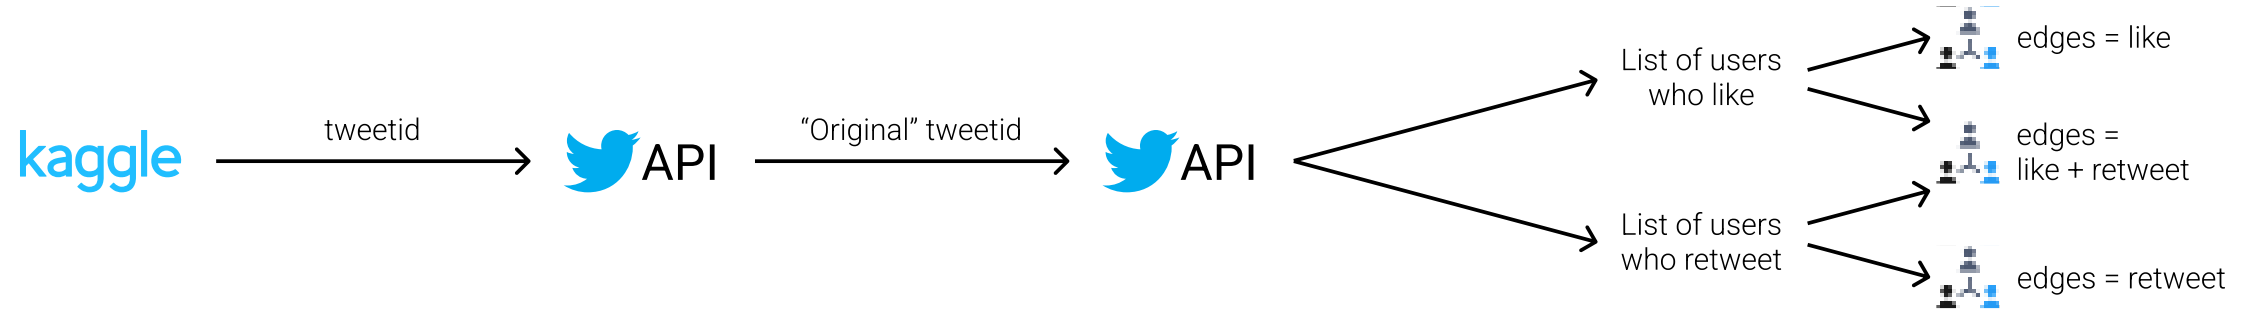 kaggle
tweetid
API
“Original” tweetid
API
List of users
who like
List of users
who retweet
edges = like
edges =
like + retweet
edges = retweet